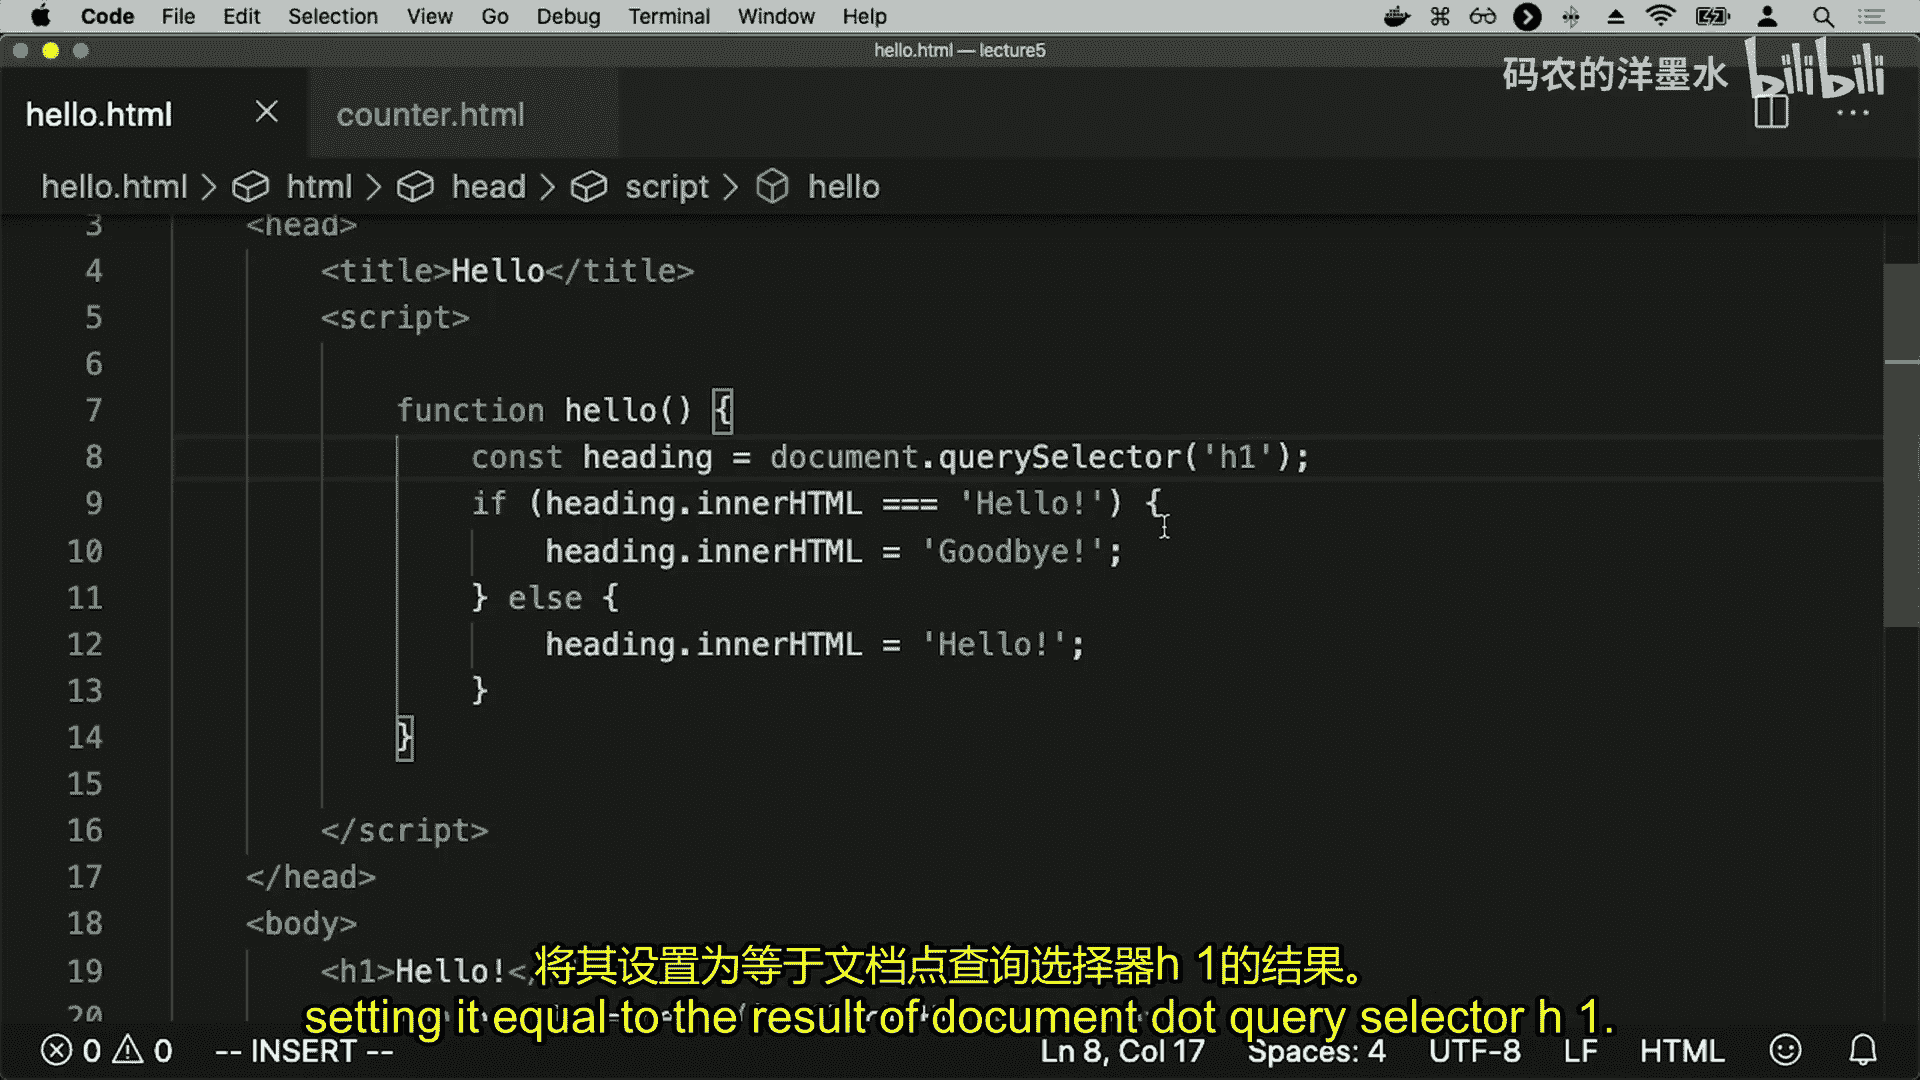 Code File Edit Selection View Go Debug Terminal Window Help
hello.html — lecture5
码农的洋墨水 bilibili
hello.html counter.html
hello.html > html > head > script > hello
3 <head>
4 <title>Hello</title>
5 <script>
6
7 function hello() {
8 const heading = document.querySelector('h1');
9 if (heading.innerHTML === 'Hello!') {
10 heading.innerHTML = 'Goodbye!';
11 } else {
12 heading.innerHTML = 'Hello!';
13 }
14 }
15
16 </script>
17 </head>
18 <body>
19 <h1>Hello!<
将其设置为等于文档点查询选择器h 1的结果。
20
setting it equal to the result of document dot query selector h 1.
0 0 -- INSERT -- Ln 8, Col 17 Spaces: 4 UTF-8 LF HTML